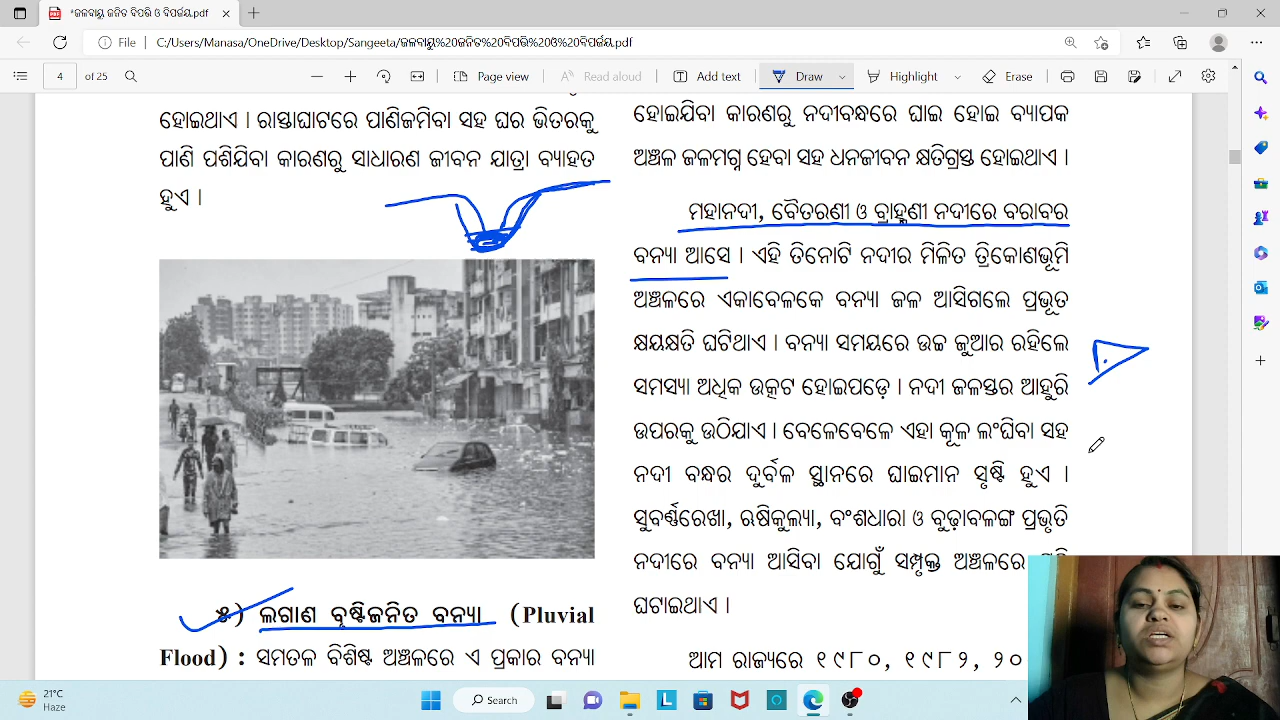 *ଜଳବାୟୁ ଜନିତ ବିପତ୍ତି ଓ ବିପର୍ଯ୍ୟୟ.pdf
File C:/Users/Manasa/OneDrive/Desktop/Sangeeta/ଜଳବାୟୁ%20ଜନିତ%20ବିପତ୍ତି%20ଓ%20ବିପର୍ଯ୍ୟୟ.pdf
4 of 25 Page view Read aloud Add text Draw Highlight Erase
ହୋଇଥାଏ । ରାସ୍ତାଘାଟରେ ପାଣିଜମିବା ସହ ଘର ଭିତରକୁ
ପାଣି ପଶିଯିବା କାରଣରୁ ସାଧାରଣ ଜୀବନ ଯାତ୍ରା ବ୍ୟାହତ
ହୁଏ ।
୫) ଲଗାଣ ବୃଷ୍ଟିଜନିତ ବନ୍ୟା (Pluvial
Flood) : ସମତଳ ବିଶିଷ୍ଟ ଅଞ୍ଚଳରେ ଏ ପ୍ରକାର ବନ୍ୟା
ହୋଇଯିବା କାରଣରୁ ନଦୀବନ୍ଧରେ ଘାଇ ହୋଇ ବ୍ୟାପକ
ଅଞ୍ଚଳ ଜଳମଗ୍ନ ହେବା ସହ ଧନଜୀବନ କ୍ଷତିଗ୍ରସ୍ତ ହୋଇଥାଏ ।
ମହାନଦୀ, ବୈତରଣୀ ଓ ବ୍ରାହ୍ମଣୀ ନଦୀରେ ବରାବର
ବନ୍ୟା ଆସେ । ଏହି ତିନୋଟି ନଦୀର ମିଳିତ ତ୍ରିକୋଣଭୂମି
ଅଞ୍ଚଳରେ ଏକାବେଳକେ ବନ୍ୟା ଜଳ ଆସିଗଲେ ପ୍ରଭୂତ
କ୍ଷୟକ୍ଷତି ଘଟିଥାଏ । ବନ୍ୟା ସମୟରେ ଉଚ୍ଚ ଜୁଆର ରହିଲେ
ସମସ୍ୟା ଅଧିକ ଉତ୍କଟ ହୋଇପଡ଼େ । ନଦୀ ଜଳସ୍ତର ଆହୁରି
ଉପରକୁ ଉଠିଯାଏ । ବେଳେବେଳେ ଏହା କୂଳ ଲଂଘିବା ସହ
ନଦୀ ବନ୍ଧର ଦୁର୍ବଳ ସ୍ଥାନରେ ଘାଇମାନ ସୃଷ୍ଟି ହୁଏ ।
ସୁବର୍ଣ୍ଣରେଖା, ଋଷିକୁଲ୍ୟା, ବଂଶଧାରା ଓ ବୁଢ଼ାବଳଙ୍ଗ ପ୍ରଭୃତି
ନଦୀରେ ବନ୍ୟା ଆସିବା ଯୋଗୁଁ ସମ୍ପୃକ୍ତ ଅଞ୍ଚଳରେ
ଘଟାଇଥାଏ ।
ଆମ ରାଜ୍ୟରେ ୧୯୮୦, ୧୯୮୨, ୨୦
21°C
Haze
Search